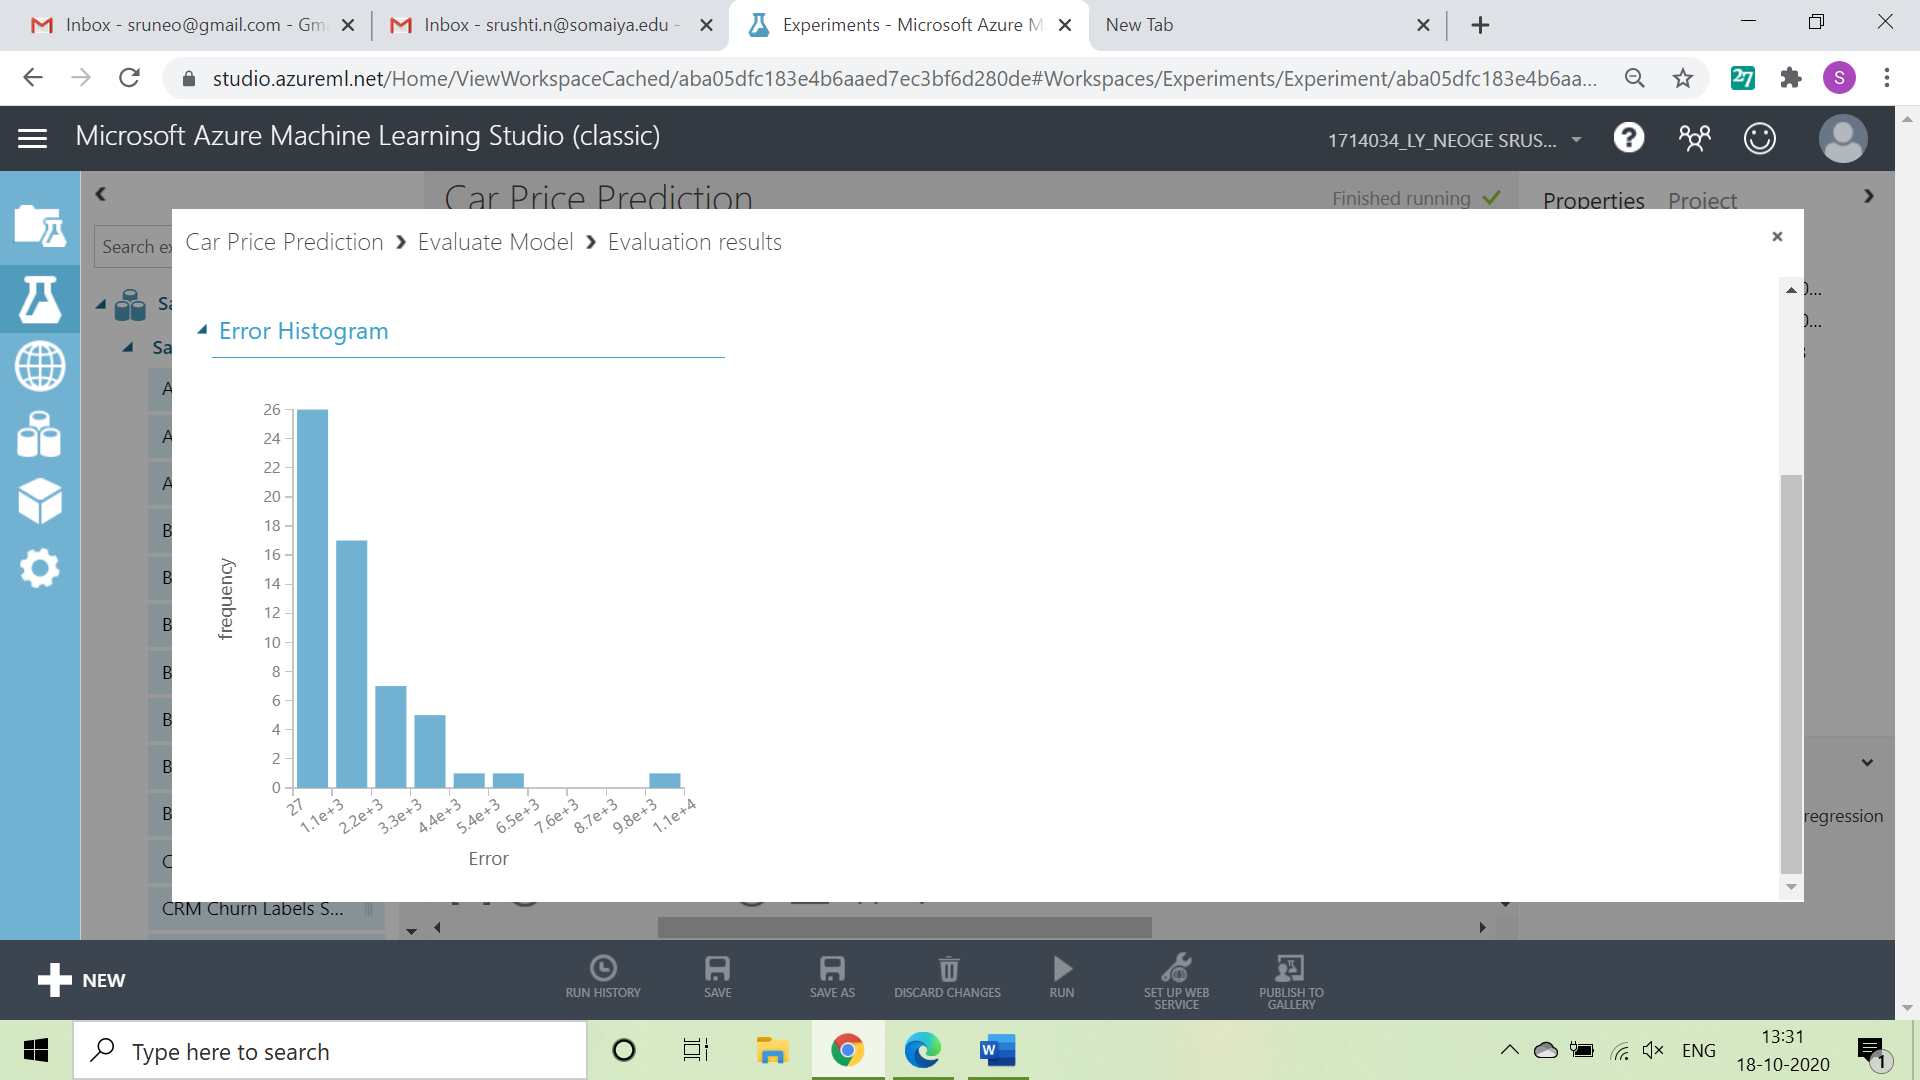 Inbox - sruneo@gmail.com - Gm
Inbox - srushti.n@somaiya.edu -
Experiments - Microsoft Azure M
New Tab
studio.azureml.net/Home/ViewWorkspaceCached/aba05dfc183e4b6aaed7ec3bf6d280de#Workspaces/Experiments/Experiment/aba05dfc183e4b6aa...
27
S
Microsoft Azure Machine Learning Studio (classic)
1714034_LY_NEOGE SRUS...
?
Car Price Prediction
Finished running
Properties
Project
Search ex
Car Price Prediction > Evaluate Model > Evaluation results
Sa
Sa
A
A
A
B
B
B
B
B
B
B
C
CRM Churn Labels S...
Error Histogram
frequency
26
24
22
20
18
16
14
12
10
8
6
4
2
0
27
1.1e+3
2.2e+3
3.3e+3
4.4e+3
5.4e+3
6.5e+3
7.6e+3
8.7e+3
9.8e+3
1.1e+4
Error
regression
NEW
RUN HISTORY
SAVE
SAVE AS
DISCARD CHANGES
RUN
SET UP WEB
SERVICE
PUBLISH TO
GALLERY
Type here to search
W
ENG
13:31
18-10-2020
1